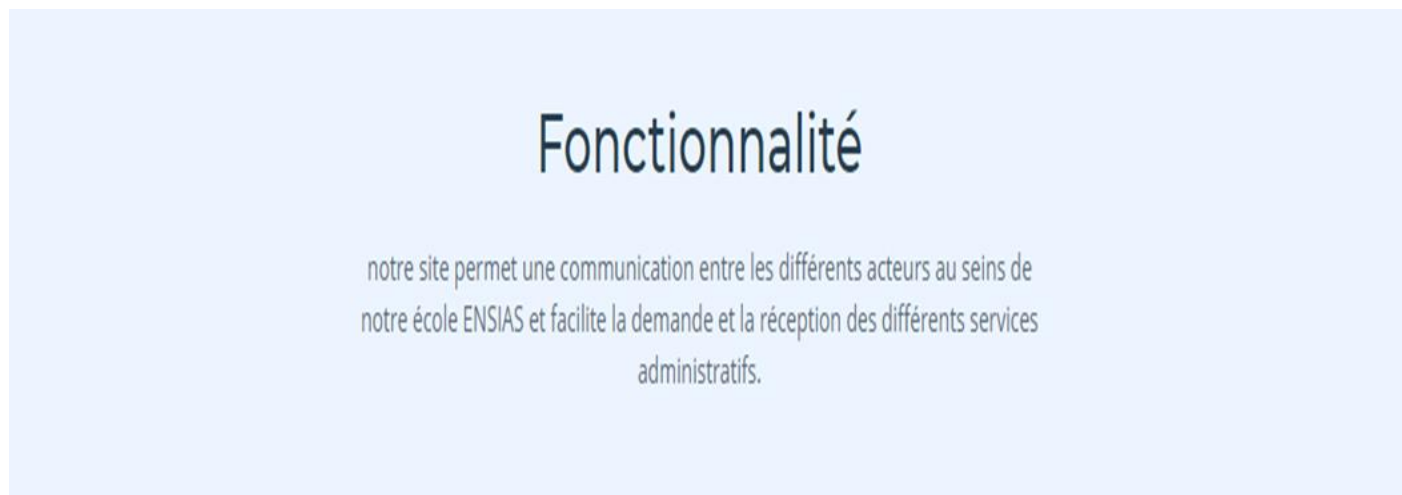 Fonctionnalité
notre site permet une communication entre les différents acteurs au seins de
notre école ENSIAS et facilite la demande et la réception des différents services
administratifs.